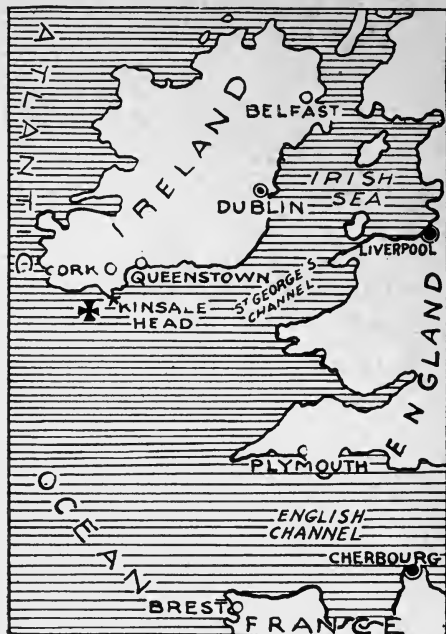 ATLANTIC
IRELAND
BELFAST
IRISH
SEA
DUBLIN
LIVERPOOL
CORK
QUEENSTOWN
ST GEORGE'S
CHANNEL
KINSALE
HEAD
ENGLAND
PLYMOUTH
OCEAN
ENGLISH
CHANNEL
CHERBOURG
BREST
FRANCE